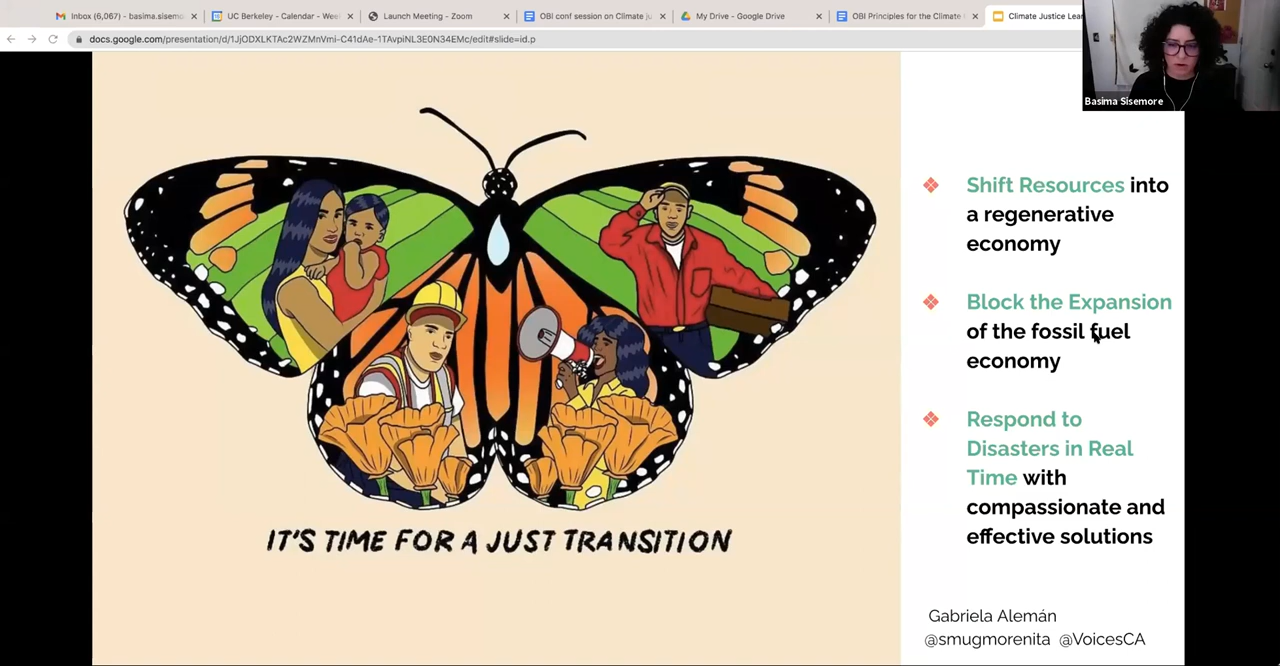 Inbox (6,067) - basima.sisem
UC Berkeley - Calendar - Wee
Launch Meeting - Zoom
OBI conf session on Climate ju
My Drive - Google Drive
OBI Principles for the Climate
Climate Justice Lea
docs.google.com/presentation/d/1JjODXLKTAc2WZMnVmi-C41dAe-1TAvpiNL3E0N34EMc/edit#slide=id.p
Basima Sisemore
Shift Resources into
a regenerative
economy
Block the Expansion
of the fossil fuel
economy
Respond to
Disasters in Real
Time with
compassionate and
effective solutions
IT'S TIME FOR A JUST TRANSITION
Gabriela Alemán
@smugmorenita @VoicesCA